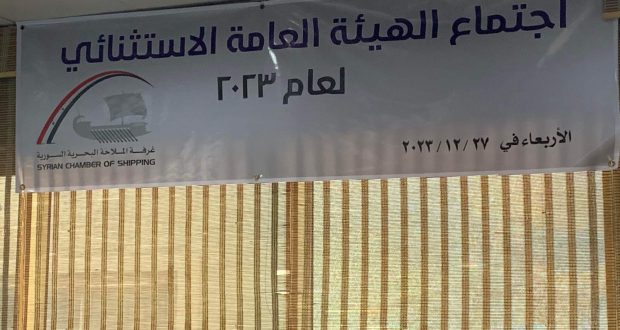 اجتماع الهيئة العامة الاستثنائي
لعام ٢٠٢٣
غرفة الملاحة البحرية السورية
SYRIAN CHAMBER OF SHIPPING
الأربعاء في ٢٠٢٣/١٢/٢٧